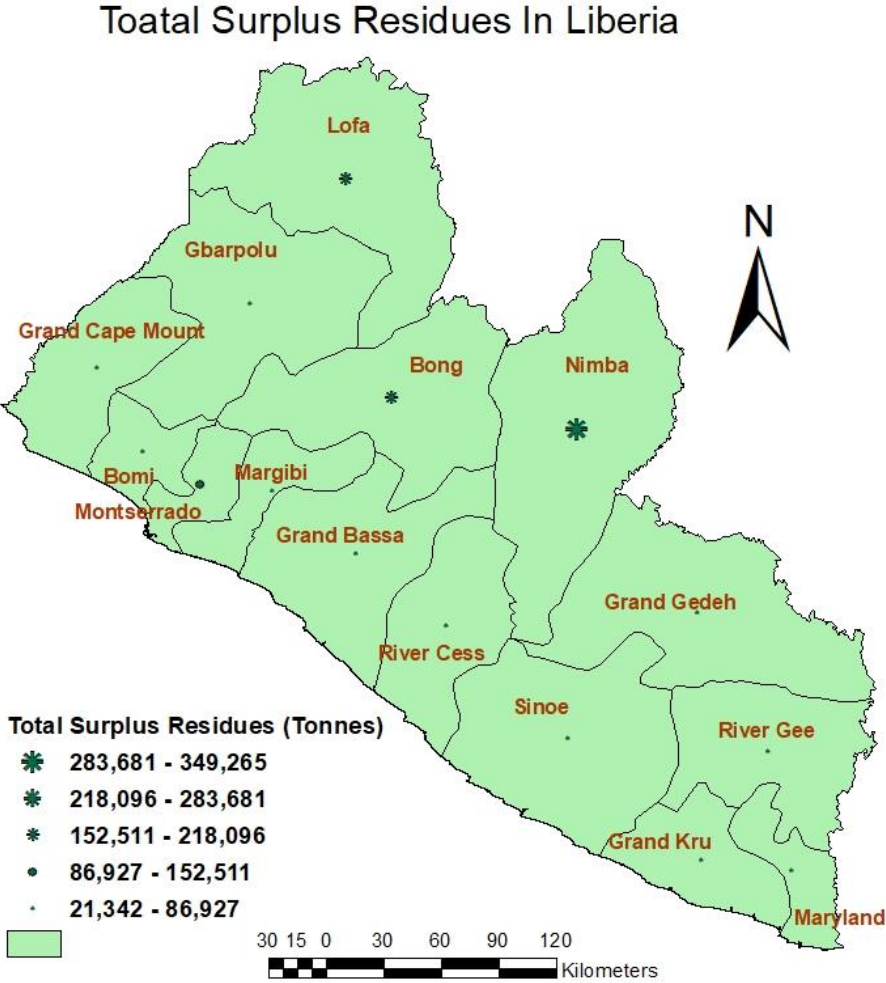 Toatal Surplus Residues In Liberia
Lofa
N
Gbarpolu
Grand Cape Mount
Bong
Nimba
Bomi
Margibi
Montserrado
Grand Bassa
Grand Gedeh
River Cess
Sinoe
River Gee
Grand Kru
Maryland
Total Surplus Residues (Tonnes)
283,681 - 349,265
218,096 - 283,681
152,511 - 218,096
86,927 - 152,511
21,342 - 86,927
30 15 0 30 60 90 120
Kilometers